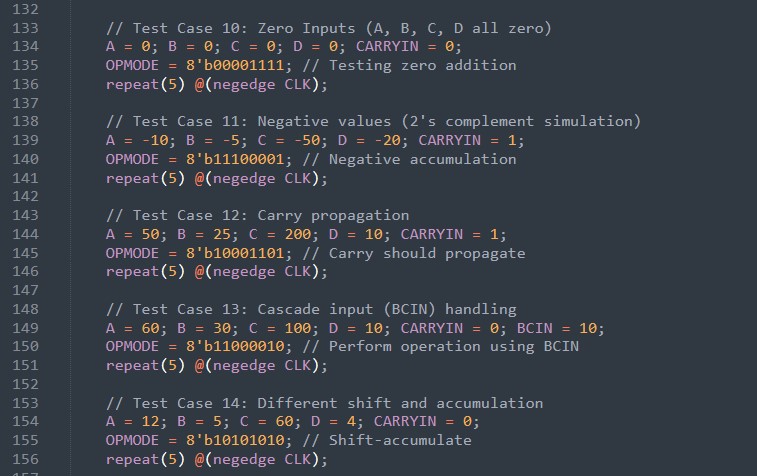 132
133 // Test Case 10: Zero Inputs (A, B, C, D all zero)
134 A = 0; B = 0; C = 0; D = 0; CARRYIN = 0;
135 OPMODE = 8'b00001111; // Testing zero addition
136 repeat(5) @(negedge CLK);
137
138 // Test Case 11: Negative values (2's complement simulation)
139 A = -10; B = -5; C = -50; D = -20; CARRYIN = 1;
140 OPMODE = 8'b11100001; // Negative accumulation
141 repeat(5) @(negedge CLK);
142
143 // Test Case 12: Carry propagation
144 A = 50; B = 25; C = 200; D = 10; CARRYIN = 1;
145 OPMODE = 8'b10001101; // Carry should propagate
146 repeat(5) @(negedge CLK);
147
148 // Test Case 13: Cascade input (BCIN) handling
149 A = 60; B = 30; C = 100; D = 10; CARRYIN = 0; BCIN = 10;
150 OPMODE = 8'b11000010; // Perform operation using BCIN
151 repeat(5) @(negedge CLK);
152
153 // Test Case 14: Different shift and accumulation
154 A = 12; B = 5; C = 60; D = 4; CARRYIN = 0;
155 OPMODE = 8'b10101010; // Shift-accumulate
156 repeat(5) @(negedge CLK);